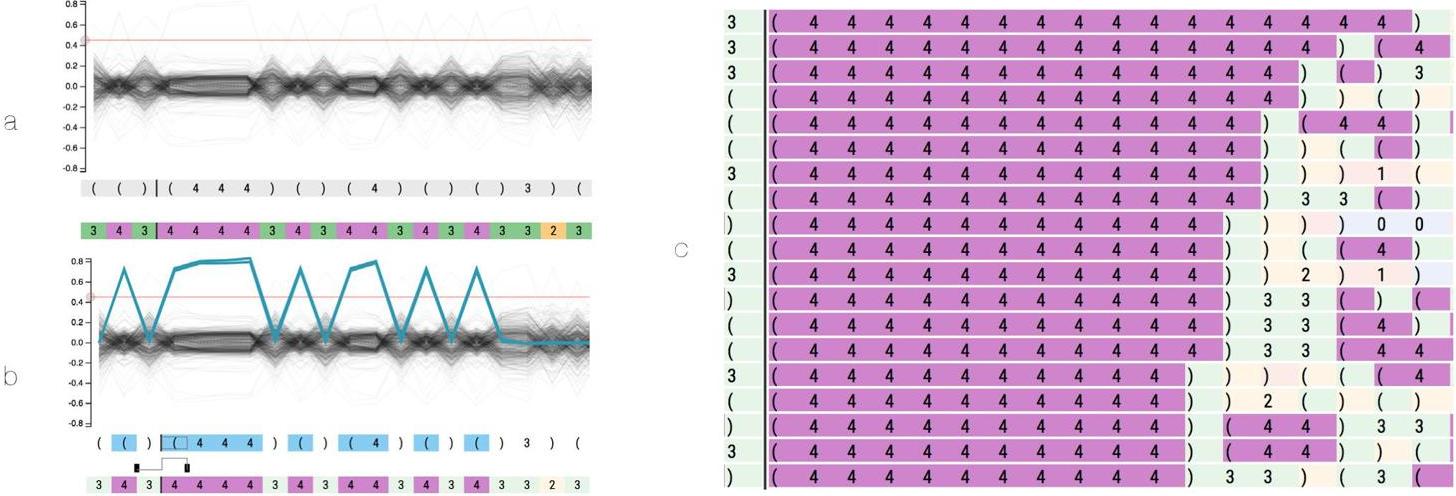 a
0.8
0.6
0.4
0.2
0.0
-0.2
-0.4
-0.6
-0.8
( ( ) ( 4 4 4 ) ( ) ( 4 ) ( ) ( ) 3 ) (
3 4 3 4 4 4 4 3 4 3 4 4 3 4 3 4 3 3 2 3
b
0.8
0.6
0.4
0.2
0.0
-0.2
-0.4
-0.6
-0.8
( ( ) ( 4 4 4 ) ( ) ( 4 ) ( ) ( ) 3 ) (
3 4 3 4 4 4 4 3 4 3 4 4 3 4 3 4 3 3 2 3
c
3 ( 4 4 4 4 4 4 4 4 4 4 4 4 4 4 4 4 )
3 ( 4 4 4 4 4 4 4 4 4 4 4 4 4 4 ) ( 4
3 ( 4 4 4 4 4 4 4 4 4 4 4 4 4 ) ( ) 3
( ( 4 4 4 4 4 4 4 4 4 4 4 4 4 ) ) ( )
( ( 4 4 4 4 4 4 4 4 4 4 4 4 ) ( 4 4 )
( ( 4 4 4 4 4 4 4 4 4 4 4 4 ) ) ( ( )
3 ( 4 4 4 4 4 4 4 4 4 4 4 4 ) ) ) 1 (
( ( 4 4 4 4 4 4 4 4 4 4 4 4 ) 3 3 ( )
) ( 4 4 4 4 4 4 4 4 4 4 4 ) ) ) ) 0 0
( ( 4 4 4 4 4 4 4 4 4 4 4 ) ) ( ( 4 )
3 ( 4 4 4 4 4 4 4 4 4 4 4 ) ) 2 ) 1 )
) ( 4 4 4 4 4 4 4 4 4 4 4 ) 3 3 ( ) (
( ( 4 4 4 4 4 4 4 4 4 4 4 ) 3 3 ( 4 )
( ( 4 4 4 4 4 4 4 4 4 4 4 ) 3 3 ( 4 4
3 ( 4 4 4 4 4 4 4 4 4 4 ) ) ) ( ( ( 4
( ( 4 4 4 4 4 4 4 4 4 4 ) ) 2 ( ) ( )
) ( 4 4 4 4 4 4 4 4 4 4 ) ( 4 4 ) 3 3
3 ( 4 4 4 4 4 4 4 4 4 4 ) ( 4 4 ) ) (
) ( 4 4 4 4 4 4 4 4 4 4 ) 3 3 ) ( 3 (